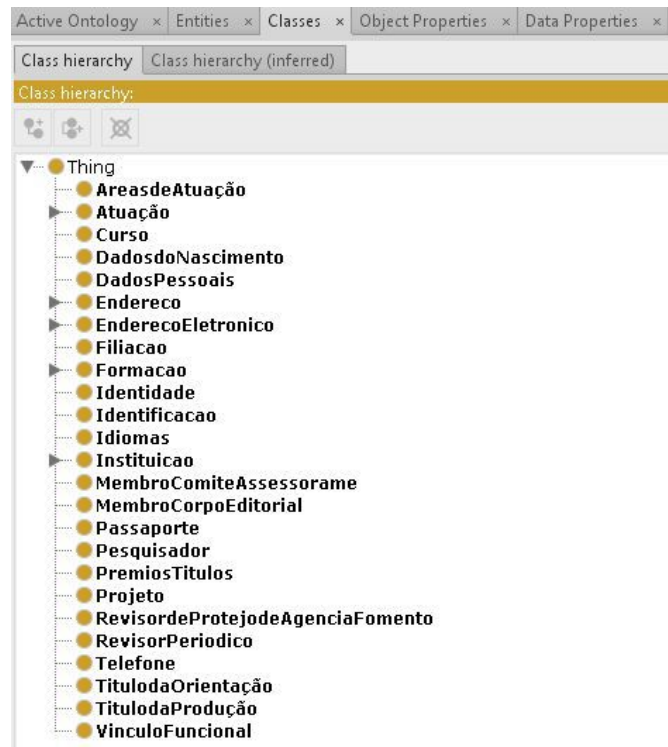 Active Ontology × Entities × Classes × Object Properties × Data Properties ×
Class hierarchy Class hierarchy (inferred)
Class hierarchy:
Thing
AreasdeAtuação
Atuação
Curso
DadosdoNascimento
DadosPessoais
Endereco
EnderecoEletronico
Filiacao
Formacao
Identidade
Identificacao
Idiomas
Instituicao
MembroComiteAssessorame
MembroCorpoEditorial
Passaporte
Pesquisador
PremiosTitulos
Projeto
RevisordeProtejodeAgenciaFomento
RevisorPeriodico
Telefone
TitulodaOrientação
TitulodaProdução
VinculoFuncional